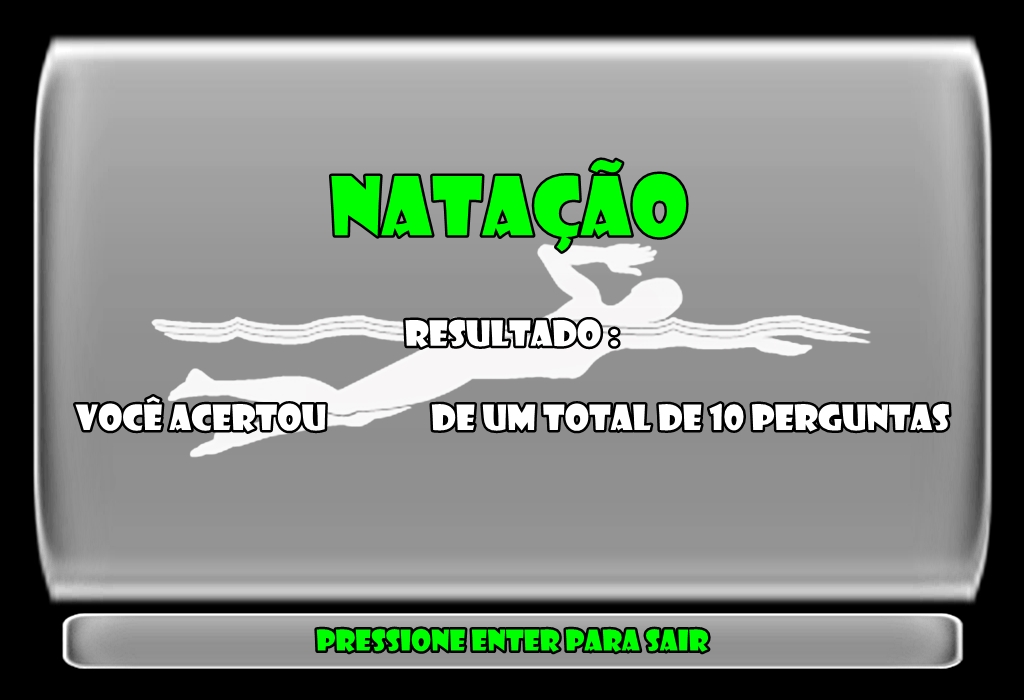 NATAÇÃO
RESULTADO :
VOCÊ ACERTOU DE UM TOTAL DE 10 PERGUNTAS
PRESSIONE ENTER PARA SAIR